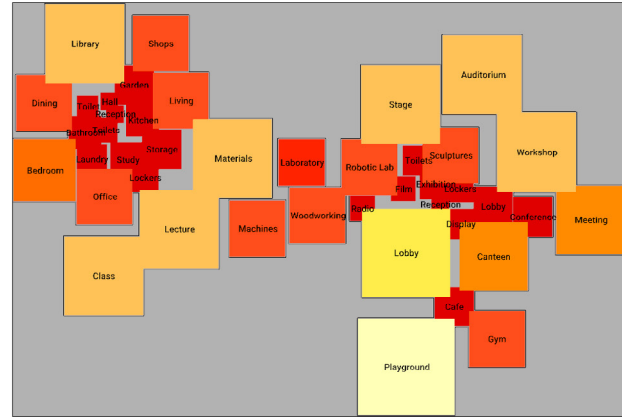 Library
Shops
Auditorium
Garden
Stage
Dining
Toilet
Hall
Living
Reception
Kitchen
Bathroom
Toilets
Storage
Sculptures
Workshop
Laundry
Study
Materials
Laboratory
Toilets
Robotic Lab
Bedroom
Lockers
Film
Exhibition
Lockers
Office
Radio
Reception
Lobby
Conference
Meeting
Lecture
Machines
Woodworking
Display
Class
Lobby
Canteen
Cafe
Gym
Playground